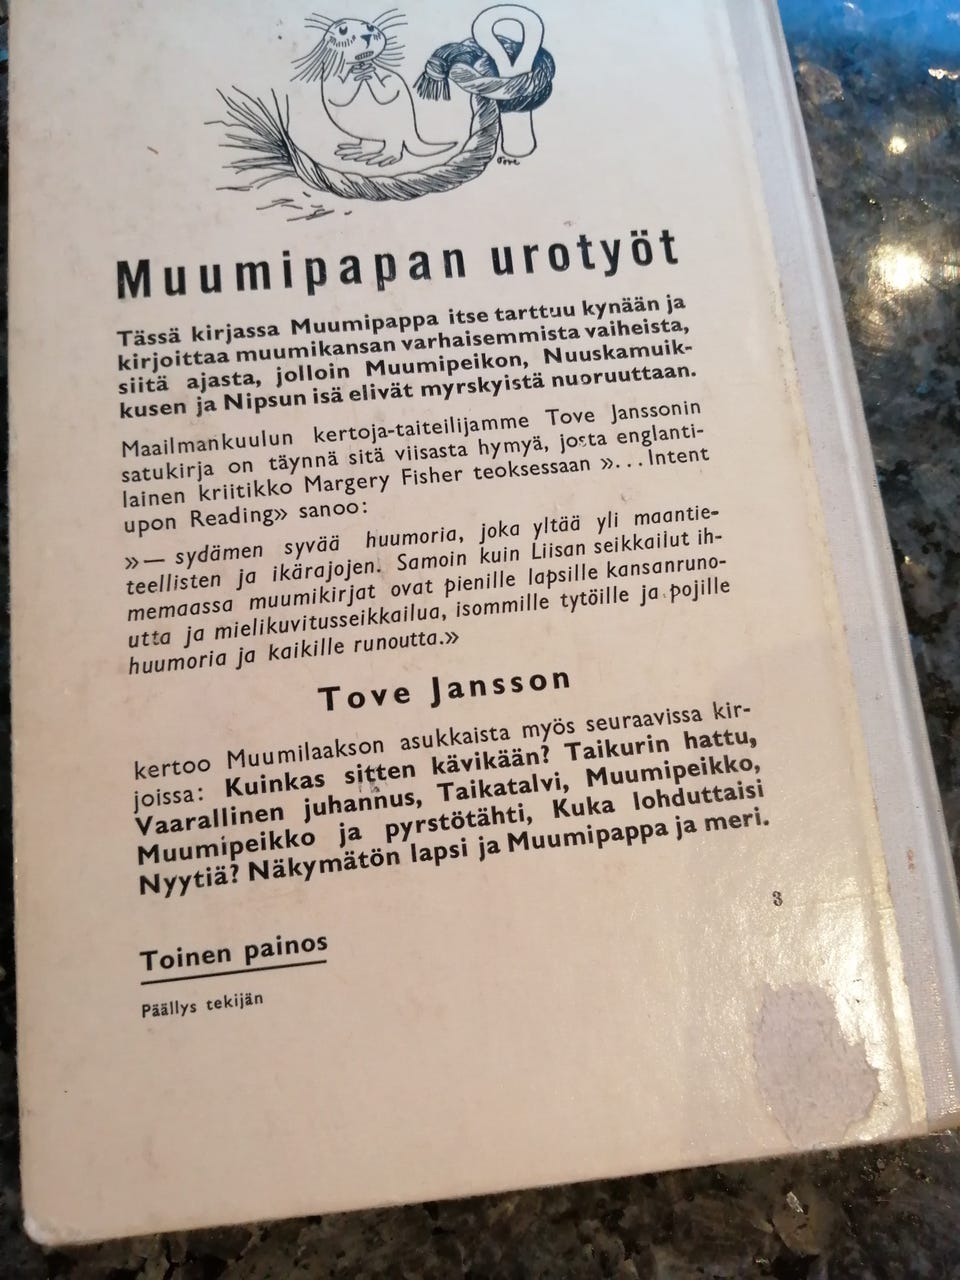 Tove
Muumipapan urotyöt
Tässä kirjassa Muumipappa itse tarttuu kynään ja
kirjoittaa muumikansan varhaisemmista vaiheista,
siitä ajasta, jolloin Muumipeikon, Nuuskamuik-
kusen ja Nipsun isä elivät myrskyistä nuoruuttaan.
Maailmankuulun kertoja-taiteilijamme Tove Janssonin
satukirja on täynnä sitä viisasta hymyä, josta englanti-
lainen kriitikko Margery Fisher teoksessaan »...Intent
upon Reading» sanoo:
»— sydämen syvää huumoria, joka yltää yli maantie-
teellisten ja ikärajojen. Samoin kuin Liisan seikkailut ih-
memaassa muumikirjat ovat pienille lapsille kansanruno-
utta ja mielikuvitusseikkailua, isommille tytöille ja pojille
huumoria ja kaikille runoutta.»
Tove Jansson
kertoo Muumilaakson asukkaista myös seuraavissa kir-
joissa: Kuinkas sitten kävikään? Taikurin hattu,
Vaarallinen juhannus, Taikatalvi, Muumipeikko,
Muumipeikko ja pyrstötähti, Kuka lohduttaisi
Nyytiä? Näkymätön lapsi ja Muumipappa ja meri.
3
Toinen painos
Päällys tekijän